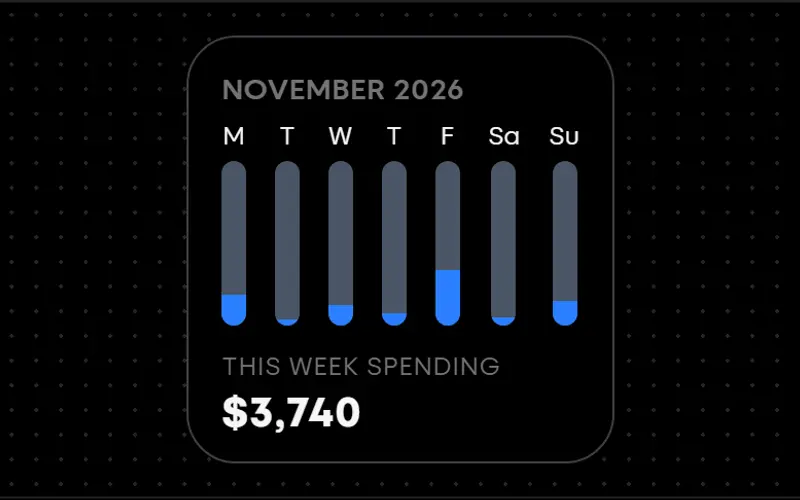 NOVEMBER 2026
M T W T F Sa Su
THIS WEEK SPENDING
$3,740